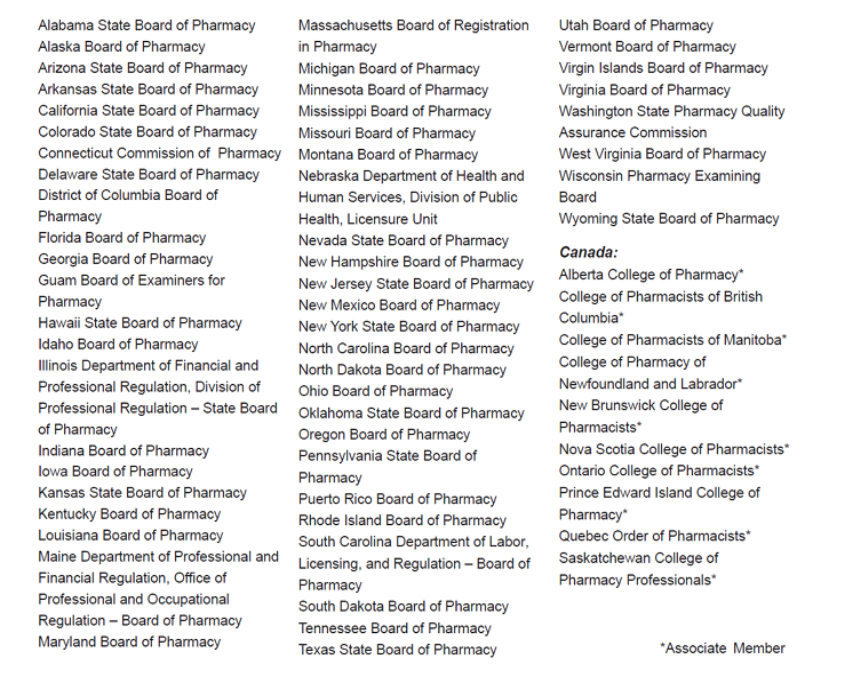 Alabama State Board of Pharmacy
Alaska Board of Pharmacy
Arizona State Board of Pharmacy
Arkansas State Board of Pharmacy
California State Board of Pharmacy
Colorado State Board of Pharmacy
Connecticut Commission of Pharmacy
Delaware State Board of Pharmacy
District of Columbia Board of
Pharmacy
Florida Board of Pharmacy
Georgia Board of Pharmacy
Guam Board of Examiners for
Pharmacy
Hawaii State Board of Pharmacy
Idaho Board of Pharmacy
Illinois Department of Financial and
Professional Regulation, Division of
Professional Regulation – State Board
of Pharmacy
Indiana Board of Pharmacy
Iowa Board of Pharmacy
Kansas State Board of Pharmacy
Kentucky Board of Pharmacy
Louisiana Board of Pharmacy
Maine Department of Professional and
Financial Regulation, Office of
Professional and Occupational
Regulation – Board of Pharmacy
Maryland Board of Pharmacy
Massachusetts Board of Registration
in Pharmacy
Michigan Board of Pharmacy
Minnesota Board of Pharmacy
Mississippi Board of Pharmacy
Missouri Board of Pharmacy
Montana Board of Pharmacy
Nebraska Department of Health and
Human Services, Division of Public
Health, Licensure Unit
Nevada State Board of Pharmacy
New Hampshire Board of Pharmacy
New Jersey State Board of Pharmacy
New Mexico Board of Pharmacy
New York State Board of Pharmacy
North Carolina Board of Pharmacy
North Dakota Board of Pharmacy
Ohio Board of Pharmacy
Oklahoma State Board of Pharmacy
Oregon Board of Pharmacy
Pennsylvania State Board of
Pharmacy
Puerto Rico Board of Pharmacy
Rhode Island Board of Pharmacy
South Carolina Department of Labor,
Licensing, and Regulation – Board of
Pharmacy
South Dakota Board of Pharmacy
Tennessee Board of Pharmacy
Texas State Board of Pharmacy
Utah Board of Pharmacy
Vermont Board of Pharmacy
Virgin Islands Board of Pharmacy
Virginia Board of Pharmacy
Washington State Pharmacy Quality
Assurance Commission
West Virginia Board of Pharmacy
Wisconsin Pharmacy Examining
Board
Wyoming State Board of Pharmacy
Canada:
Alberta College of Pharmacy*
College of Pharmacists of British
Columbia*
College of Pharmacists of Manitoba*
College of Pharmacy of
Newfoundland and Labrador*
New Brunswick College of
Pharmacists*
Nova Scotia College of Pharmacists*
Ontario College of Pharmacists*
Prince Edward Island College of
Pharmacy*
Quebec Order of Pharmacists*
Saskatchewan College of
Pharmacy Professionals*
*Associate Member